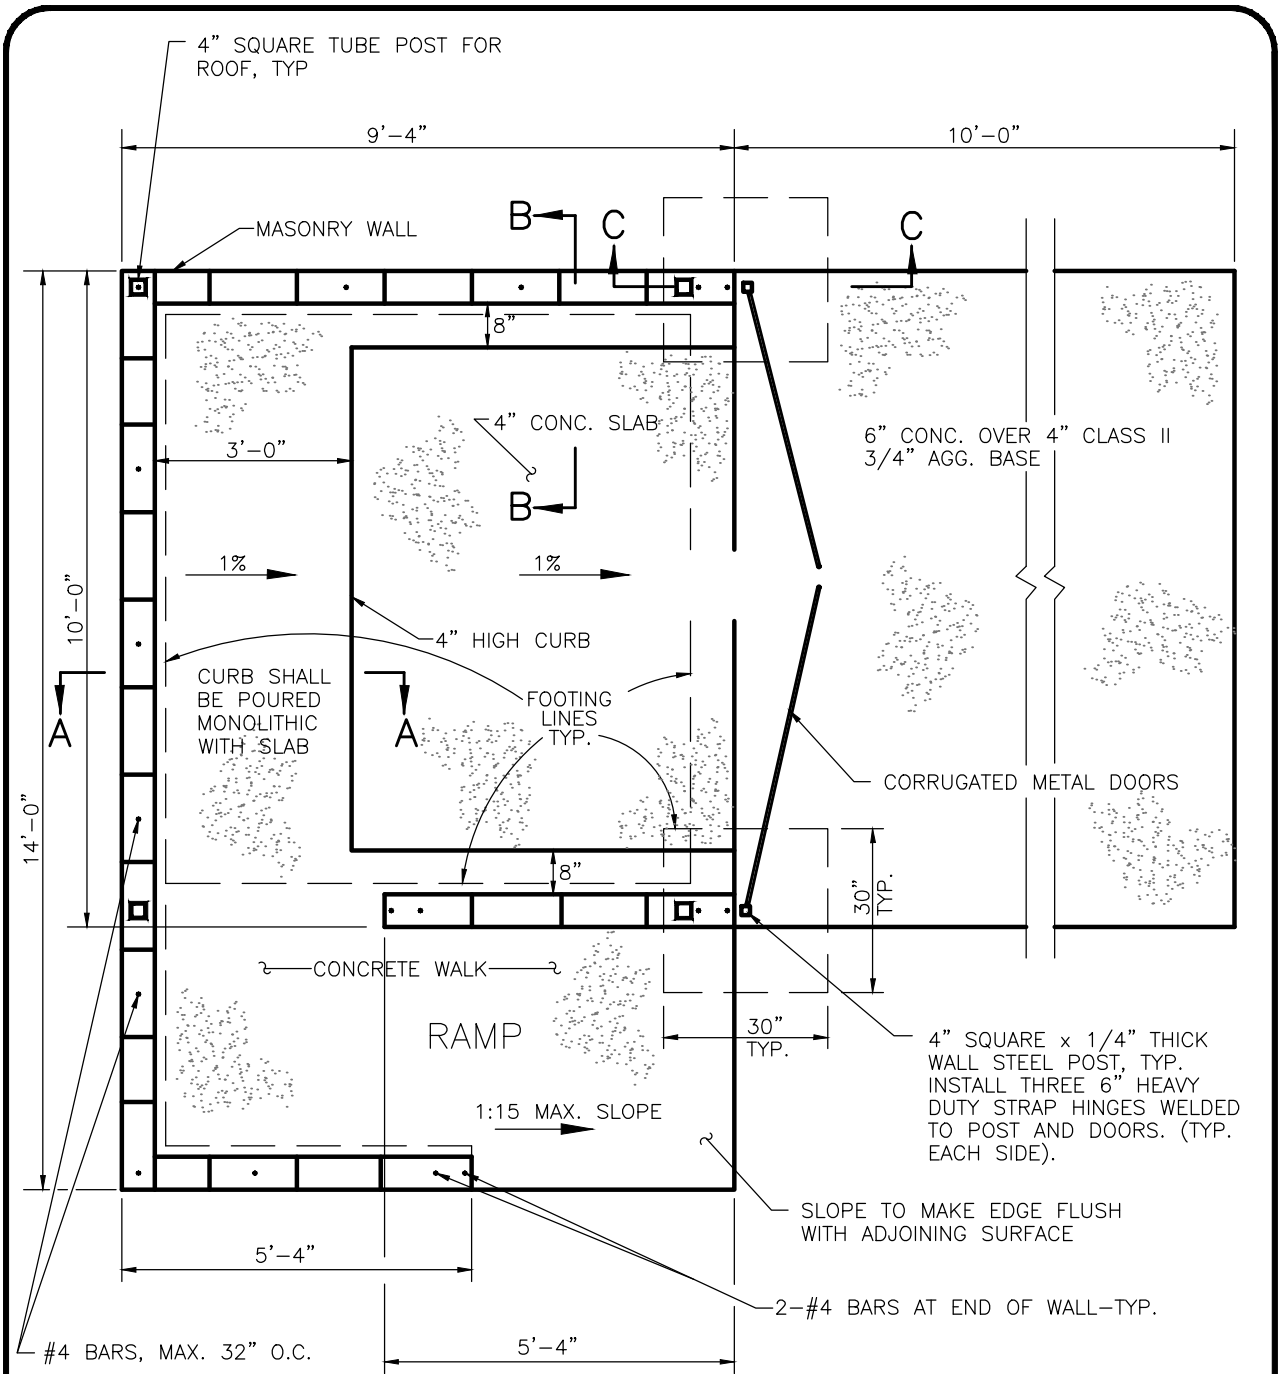 4” SQUARE TUBE POST FOR
ROOF, TYP
9’-4”
10’-0”
MASONRY WALL
B
C
C
8”
4” CONC. SLAB
6” CONC. OVER 4” CLASS II
3/4” AGG. BASE
3’-0”
B
1%
1%
10’-0”
4” HIGH CURB
CURB SHALL
BE POURED
MONOLITHIC
WITH SLAB
FOOTING
LINES
TYP.
A
A
CORRUGATED METAL DOORS
14’-0”
8”
30”
TYP.
CONCRETE WALK
RAMP
30”
TYP.
4” SQUARE x 1/4” THICK
WALL STEEL POST, TYP.
INSTALL THREE 6” HEAVY
DUTY STRAP HINGES WELDED
TO POST AND DOORS. (TYP.
EACH SIDE).
1:15 MAX. SLOPE
SLOPE TO MAKE EDGE FLUSH
WITH ADJOINING SURFACE
5’-4”
2-#4 BARS AT END OF WALL-TYP.
#4 BARS, MAX. 32” O.C.
5’-4”